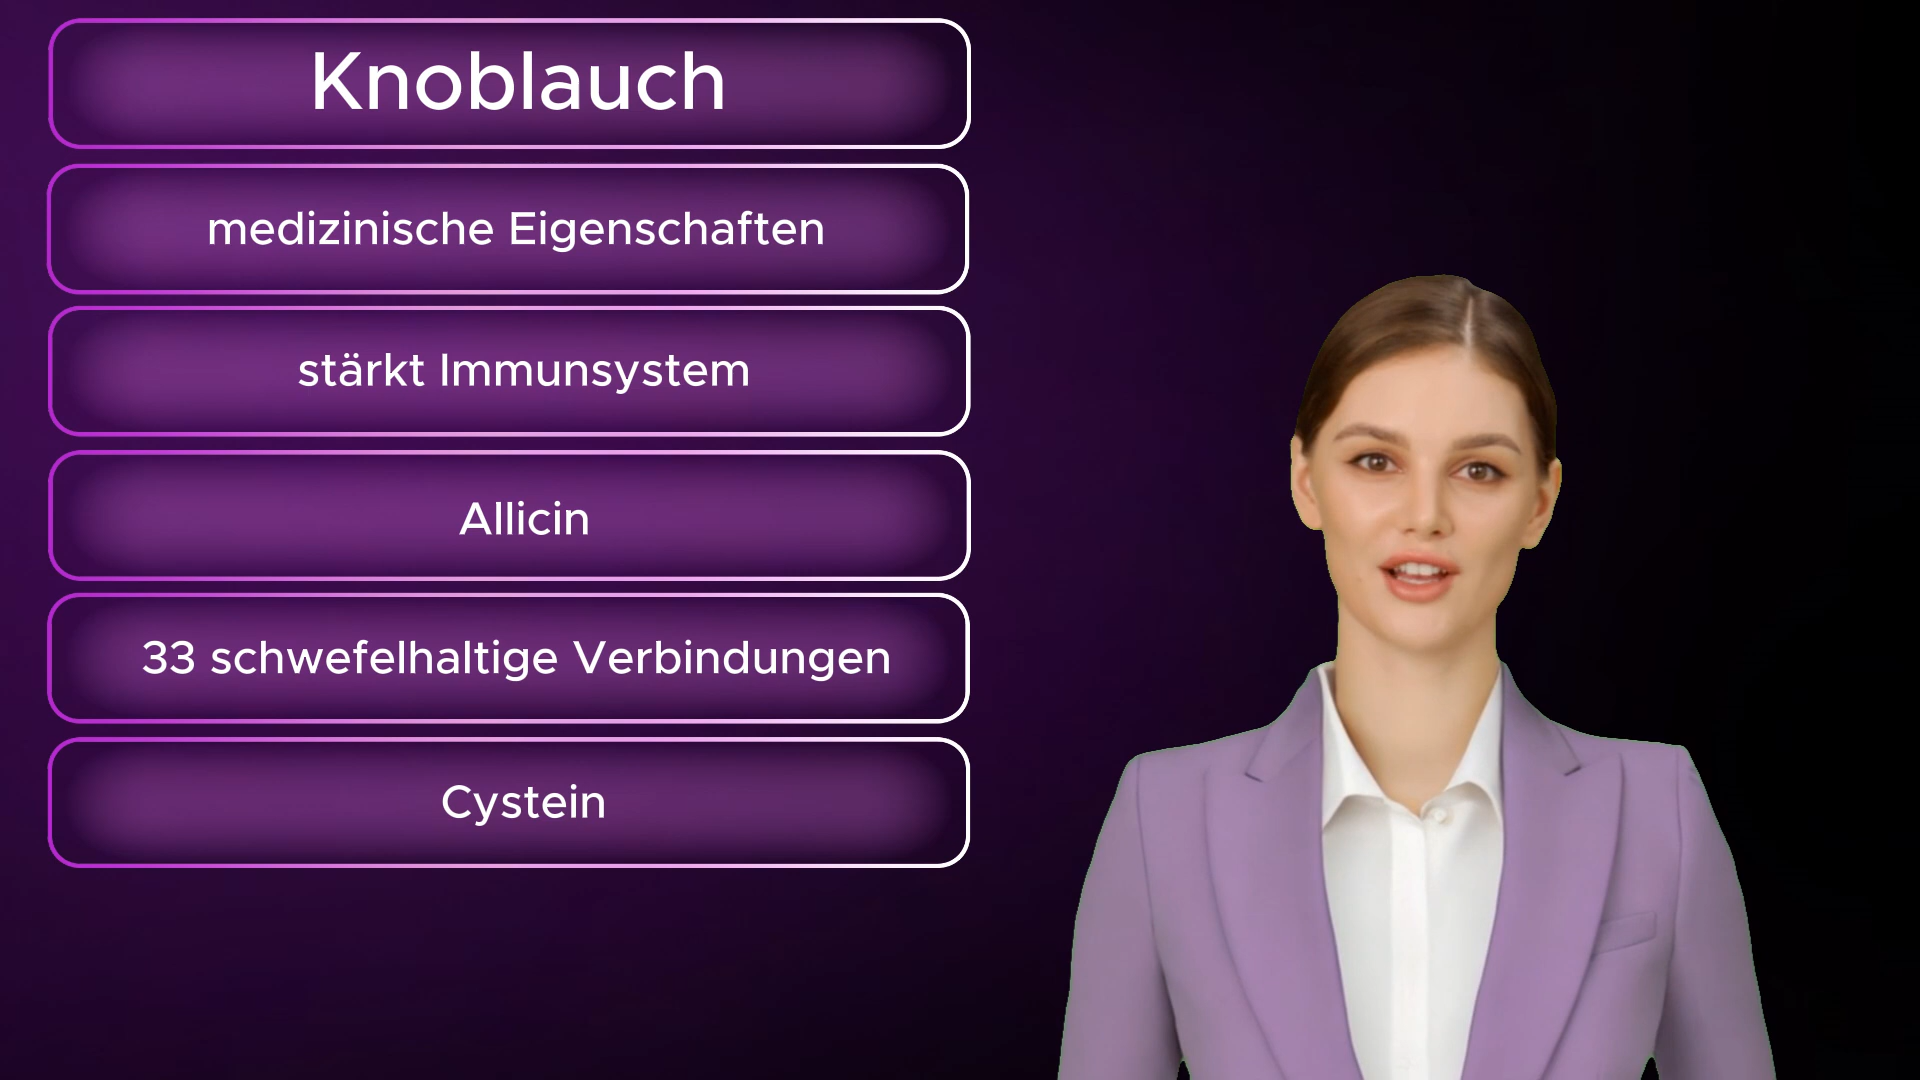 Knoblauch
medizinische Eigenschaften
stärkt Immunsystem
Allicin
33 schwefelhaltige Verbindungen
Cystein